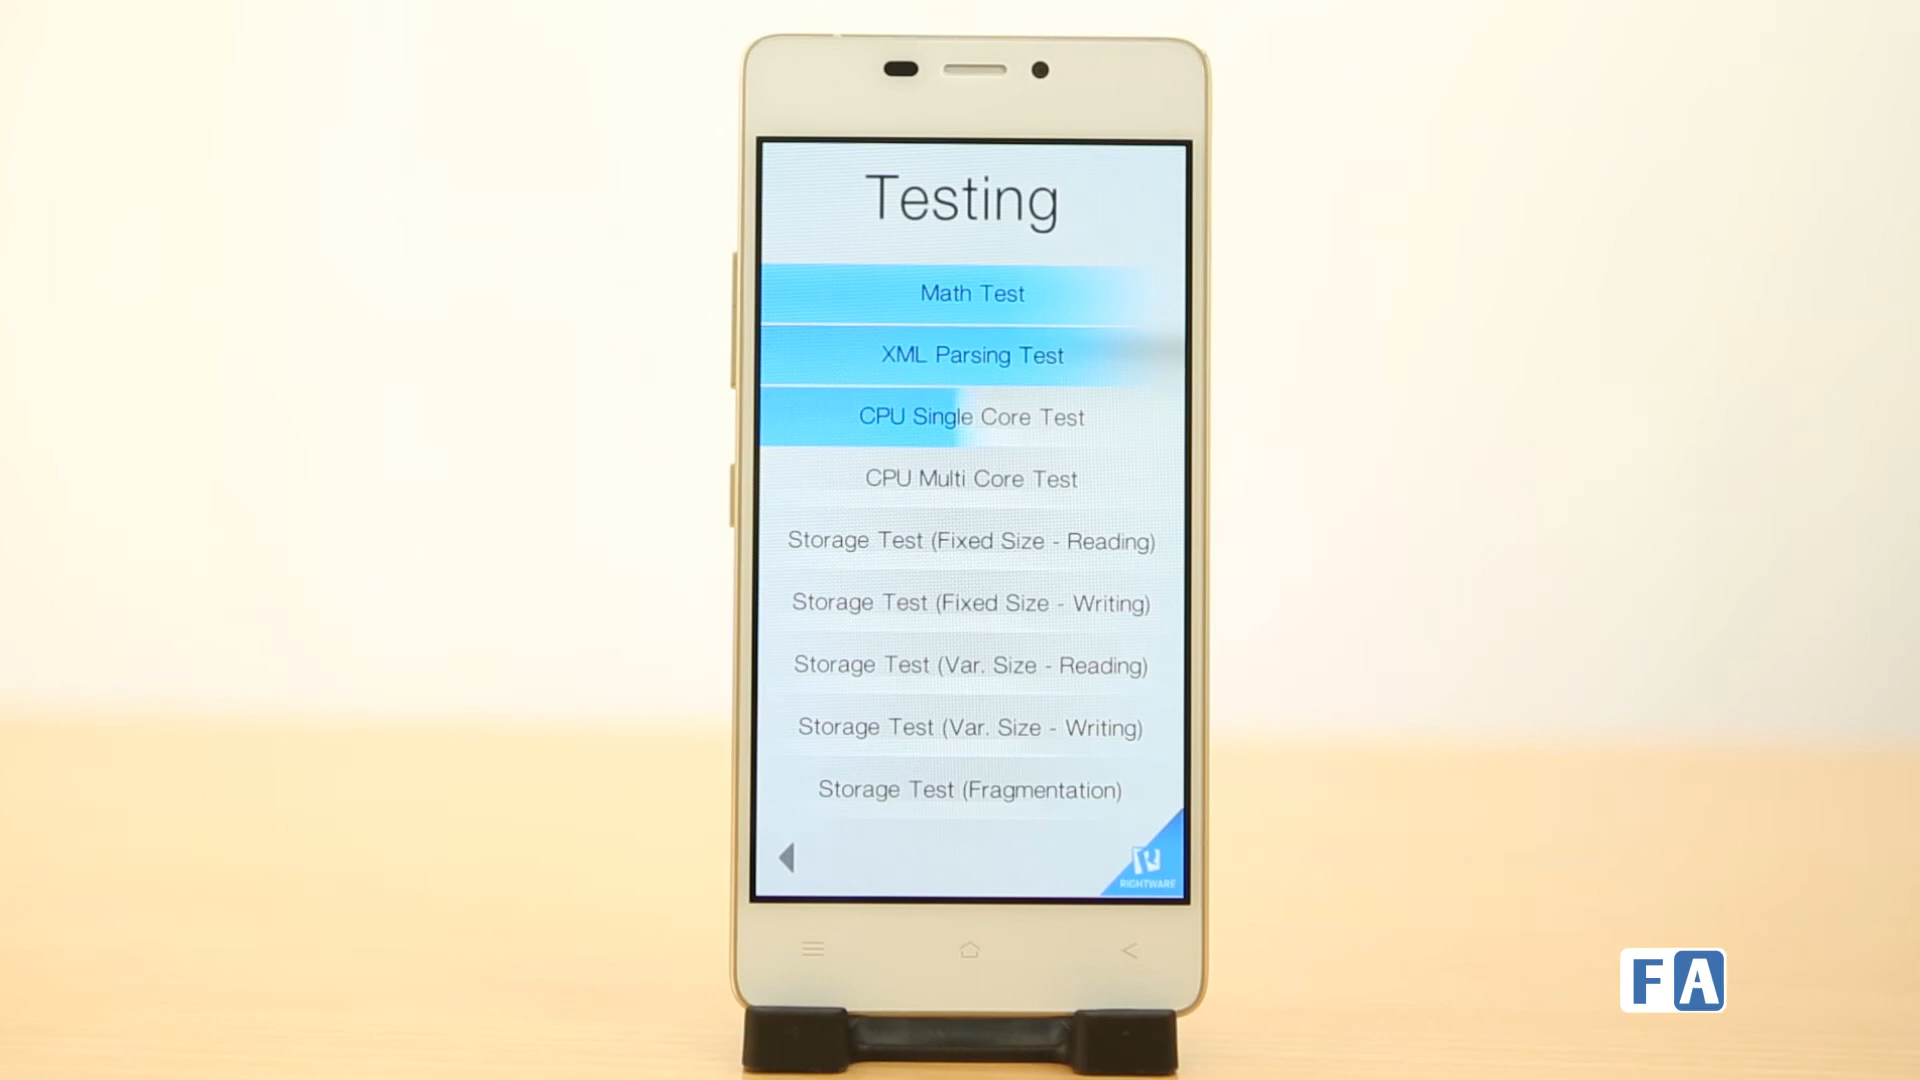 Testing
Math Test
XML Parsing Test
CPU Single Core Test
CPU Multi Core Test
Storage Test (Fixed Size - Reading)
Storage Test (Fixed Size - Writing)
Storage Test (Var. Size - Reading)
Storage Test (Var. Size - Writing)
Storage Test (Fragmentation)
RIGHTWARE
FA